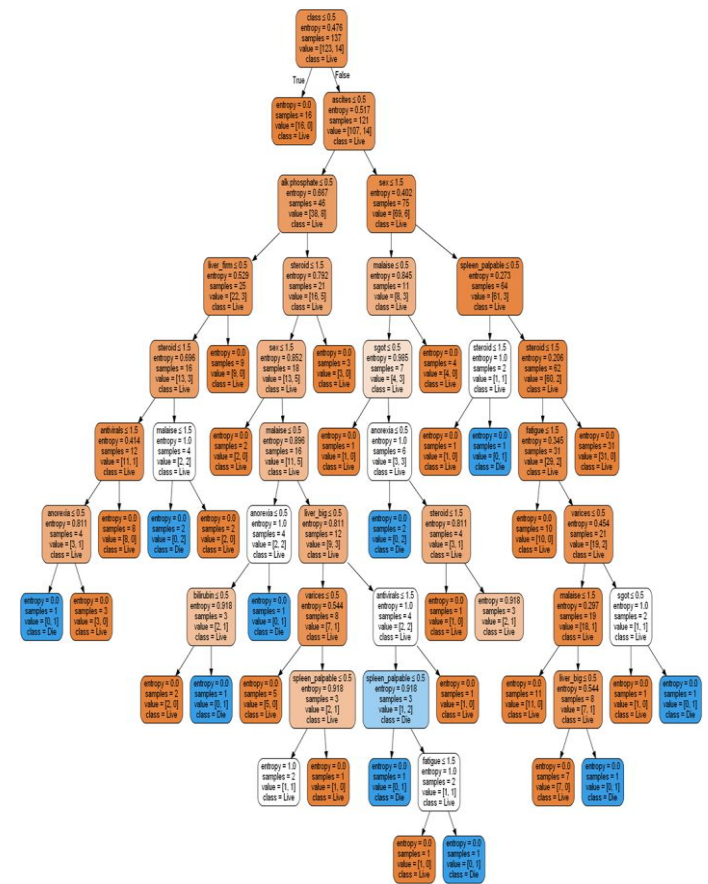 class ≤ 0.5
entropy = 0.476
samples = 137
value = [123, 14]
class = Live
True
False
entropy = 0.0
samples = 16
value = [16, 0]
class = Live
ascites ≤ 0.5
entropy = 0.517
samples = 121
value = [107, 14]
class = Live
alk phosphate ≤ 0.5
entropy = 0.667
samples = 46
value = [38, 8]
class = Live
sex ≤ 1.5
entropy = 0.402
samples = 75
value = [69, 6]
class = Live
liver_firm ≤ 0.5
entropy = 0.529
samples = 25
value = [22, 3]
class = Live
steroid ≤ 1.5
entropy = 0.792
samples = 21
value = [16, 5]
class = Live
malaise ≤ 0.5
entropy = 0.845
samples = 11
value = [8, 3]
class = Live
spleen_palpable ≤ 0.5
entropy = 0.273
samples = 64
value = [61, 3]
class = Live
steroid ≤ 1.5
entropy = 0.696
samples = 16
value = [13, 3]
class = Live
entropy = 0.0
samples = 9
value = [9, 0]
class = Live
sex ≤ 1.5
entropy = 0.852
samples = 18
value = [13, 5]
class = Live
entropy = 0.0
samples = 3
value = [3, 0]
class = Live
sgot ≤ 0.5
entropy = 0.985
samples = 7
value = [4, 3]
class = Live
entropy = 0.0
samples = 4
value = [4, 0]
class = Live
steroid ≤ 1.5
entropy = 1.0
samples = 2
value = [1, 1]
class = Live
steroid ≤ 1.5
entropy = 0.206
samples = 62
value = [60, 2]
class = Live
antivirals ≤ 1.5
entropy = 0.414
samples = 12
value = [11, 1]
class = Live
malaise ≤ 1.5
entropy = 1.0
samples = 4
value = [2, 2]
class = Live
entropy = 0.0
samples = 2
value = [2, 0]
class = Live
malaise ≤ 0.5
entropy = 0.896
samples = 16
value = [11, 5]
class = Live
entropy = 0.0
samples = 1
value = [1, 0]
class = Live
anorexia ≤ 0.5
entropy = 1.0
samples = 6
value = [3, 3]
class = Live
entropy = 0.0
samples = 1
value = [1, 0]
class = Live
entropy = 0.0
samples = 1
value = [0, 1]
class = Die
fatigue ≤ 1.5
entropy = 0.345
samples = 31
value = [29, 2]
class = Live
entropy = 0.0
samples = 31
value = [31, 0]
class = Live
anorexia ≤ 0.5
entropy = 0.811
samples = 4
value = [3, 1]
class = Live
entropy = 0.0
samples = 8
value = [8, 0]
class = Live
entropy = 0.0
samples = 2
value = [0, 2]
class = Die
entropy = 0.0
samples = 2
value = [2, 0]
class = Live
anorexia ≤ 0.5
entropy = 1.0
samples = 4
value = [2, 2]
class = Live
liver_big ≤ 0.5
entropy = 0.811
samples = 12
value = [9, 3]
class = Live
entropy = 0.0
samples = 2
value = [0, 2]
class = Die
steroid ≤ 1.5
entropy = 0.811
samples = 4
value = [3, 1]
class = Live
entropy = 0.0
samples = 10
value = [10, 0]
class = Live
varices ≤ 0.5
entropy = 0.454
samples = 21
value = [19, 2]
class = Live
entropy = 0.0
samples = 1
value = [0, 1]
class = Die
entropy = 0.0
samples = 3
value = [3, 0]
class = Live
bilirubin ≤ 0.5
entropy = 0.918
samples = 3
value = [2, 1]
class = Live
entropy = 0.0
samples = 1
value = [0, 1]
class = Die
varices ≤ 0.5
entropy = 0.544
samples = 8
value = [7, 1]
class = Live
antivirals ≤ 1.5
entropy = 1.0
samples = 4
value = [2, 2]
class = Live
entropy = 0.0
samples = 1
value = [1, 0]
class = Live
entropy = 0.918
samples = 3
value = [2, 1]
class = Live
malaise ≤ 1.5
entropy = 0.297
samples = 19
value = [18, 1]
class = Live
sgot ≤ 0.5
entropy = 1.0
samples = 2
value = [1, 1]
class = Live
entropy = 0.0
samples = 2
value = [2, 0]
class = Live
entropy = 0.0
samples = 1
value = [0, 1]
class = Die
entropy = 0.0
samples = 5
value = [5, 0]
class = Live
spleen_palpable ≤ 0.5
entropy = 0.918
samples = 3
value = [2, 1]
class = Live
spleen_palpable ≤ 0.5
entropy = 0.918
samples = 3
value = [1, 2]
class = Die
entropy = 0.0
samples = 1
value = [1, 0]
class = Live
entropy = 0.0
samples = 11
value = [11, 0]
class = Live
liver_big ≤ 0.5
entropy = 0.544
samples = 8
value = [7, 1]
class = Live
entropy = 0.0
samples = 1
value = [1, 0]
class = Live
entropy = 0.0
samples = 1
value = [0, 1]
class = Die
entropy = 1.0
samples = 2
value = [1, 1]
class = Live
entropy = 0.0
samples = 1
value = [1, 0]
class = Live
entropy = 0.0
samples = 1
value = [0, 1]
class = Die
fatigue ≤ 1.5
entropy = 1.0
samples = 2
value = [1, 1]
class = Live
entropy = 0.0
samples = 7
value = [7, 0]
class = Live
entropy = 0.0
samples = 1
value = [0, 1]
class = Die
entropy = 0.0
samples = 1
value = [1, 0]
class = Live
entropy = 0.0
samples = 1
value = [0, 1]
class = Die